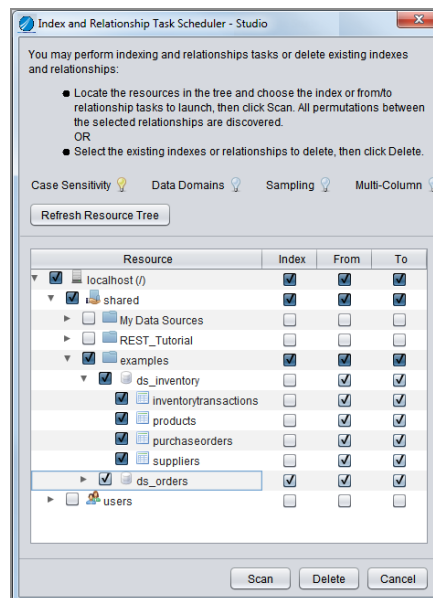 Index and Relationship Task Scheduler - Studio
You may perform indexing and relationships tasks or delete existing indexes
and relationships:
Locate the resources in the tree and choose the index or from/to
relationship tasks to launch, then click Scan. All permutations between
the selected relationships are discovered.
OR
Select the existing indexes or relationships to delete, then click Delete.
Case Sensitivity Data Domains Sampling Multi-Column
Refresh Resource Tree
Resource Index From To
localhost (/)
shared
My Data Sources
REST_Tutorial
examples
ds_inventory
inventorytransactions
products
purchaseorders
suppliers
ds_orders
users
Scan Delete Cancel